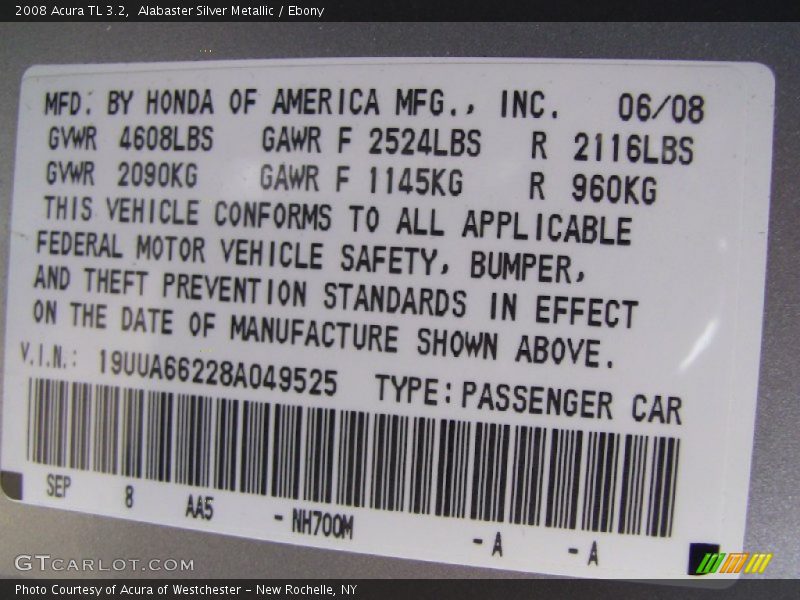 2008 Acura TL 3.2,  Alabaster Silver Metallic / Ebony
MFD. BY HONDA OF AMERICA MFG., INC. 06/08
GVWR 4608LBS GAWR F 2524LBS R 2116LBS
GVWR 2090KG GAWR F 1145KG R 960KG
THIS VEHICLE CONFORMS TO ALL APPLICABLE
FEDERAL MOTOR VEHICLE SAFETY, BUMPER,
AND THEFT PREVENTION STANDARDS IN EFFECT
ON THE DATE OF MANUFACTURE SHOWN ABOVE.
V.I.N.: 19UUA66228A049525 TYPE: PASSENGER CAR
SEP 8 AA5 - NH700M - A - A
GTCARLOT.COM
Photo Courtesy of Acura of Westchester - New Rochelle, NY